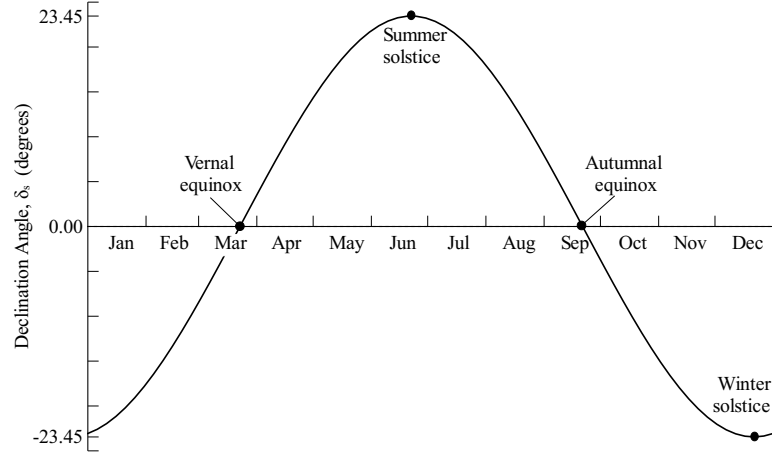 23.45
Summer
solstice
Declination Angle, δs (degrees)
Vernal
equinox
Autumnal
equinox
0.00
Jan Feb Mar Apr May Jun Jul Aug Sep Oct Nov Dec
Winter
solstice
-23.45